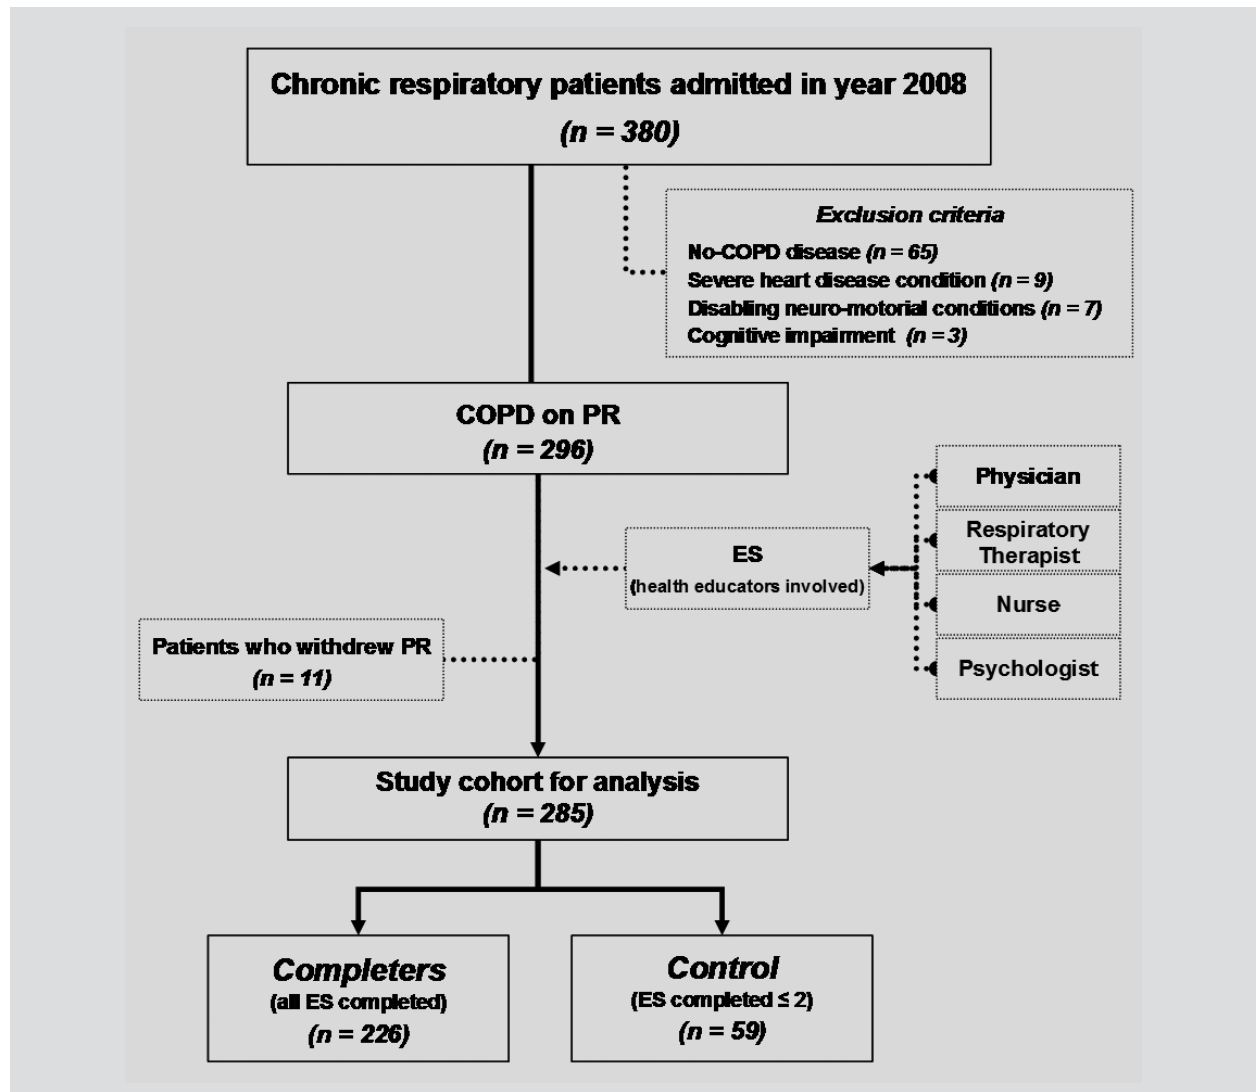 Chronic respiratory patients admitted in year 2008
(n = 380)
Exclusion criteria
No-COPD disease (n = 65)
Severe heart disease condition (n = 9)
Disabling neuro-motorial conditions (n = 7)
Cognitive impairment (n = 3)
COPD on PR
(n = 296)
Physician
Respiratory
Therapist
Nurse
Psychologist
ES
(health educators involved)
Patients who withdrew PR
(n = 11)
Study cohort for analysis
(n = 285)
Completers
(all ES completed)
(n = 226)
Control
(ES completed ≤ 2)
(n = 59)